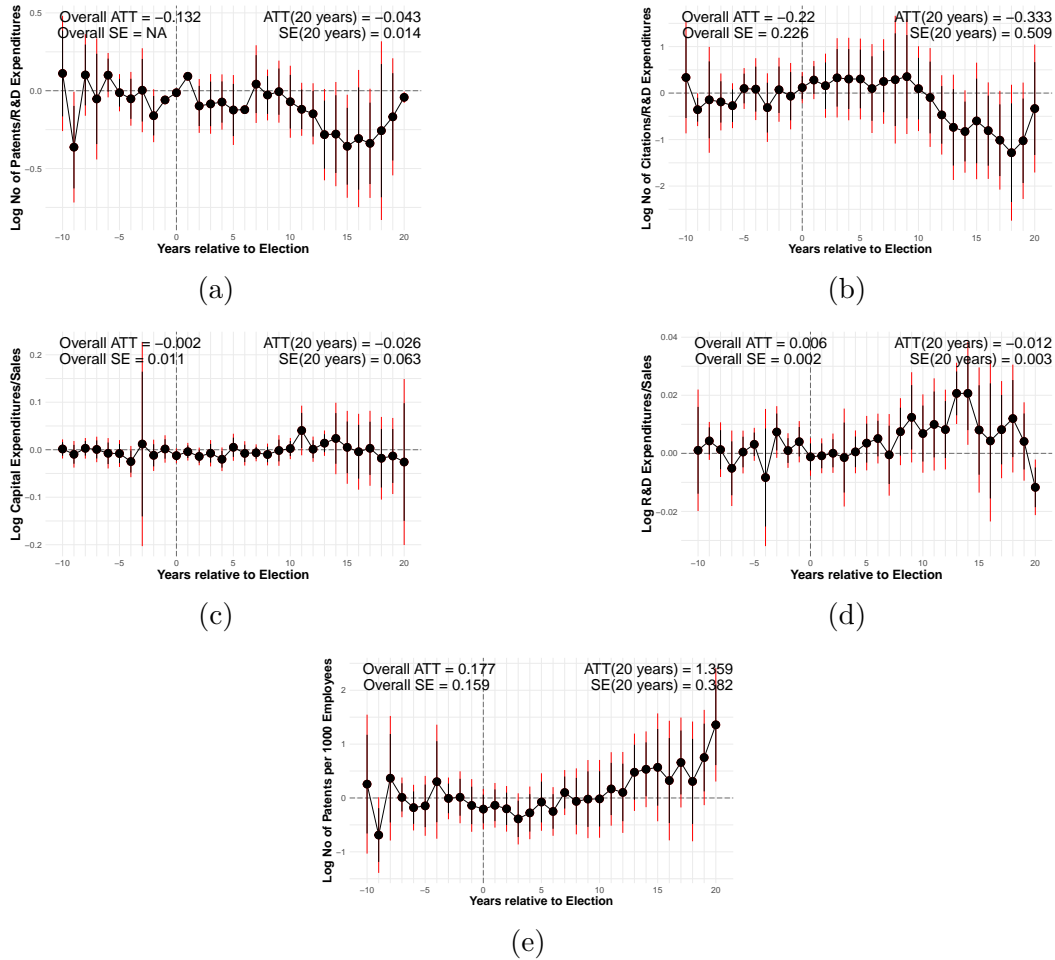 Overall ATT = −0.132
Overall SE = NA
ATT(20 years) = −0.043
SE(20 years) = 0.014
Log No of Patents/R&D Expenditures
0.5
0.0
−0.5
−10 −5 0 5 10 15 20
Years relative to Election
(a)
Overall ATT = −0.22
Overall SE = 0.226
ATT(20 years) = −0.333
SE(20 years) = 0.509
Log No of Citations/R&D Expenditures
1
0
−1
−2
−10 −5 0 5 10 15 20
Years relative to Election
(b)
Overall ATT = −0.002
Overall SE = 0.011
ATT(20 years) = −0.026
SE(20 years) = 0.063
Log Capital Expenditures/Sales
0.2
0.1
0.0
−0.1
−0.2
−10 −5 0 5 10 15 20
Years relative to Election
(c)
Overall ATT = 0.006
Overall SE = 0.002
ATT(20 years) = −0.012
SE(20 years) = 0.003
Log R&D Expenditures/Sales
0.04
0.02
0.00
−0.02
−10 −5 0 5 10 15 20
Years relative to Election
(d)
Overall ATT = 0.177
Overall SE = 0.159
ATT(20 years) = 1.359
SE(20 years) = 0.382
Log No of Patents per 1000 Employees
2
1
0
−1
−10 −5 0 5 10 15 20
Years relative to Election
(e)